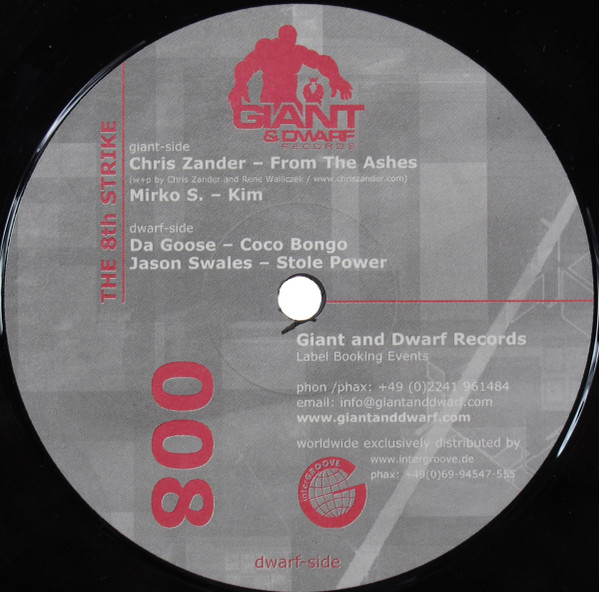 GIANT
& DWARF
RECORDS
THE 8th STRIKE
giant-side
Chris Zander – From The Ashes
(w+p by Chris Zander and Rene Walliczek / www.chriszander.com)
Mirko S. – Kim
dwarf-side
Da Goose – Coco Bongo
Jason Swales – Stole Power
Giant and Dwarf Records
Label Booking Events
phon /phax: +49 (0)2241 961484
email: info@giantanddwarf.com
www.giantanddwarf.com
worldwide exclusively distributed by
www.intergroove.de
phax: +49(0)69-94547-555
interGROOVE
008
dwarf-side